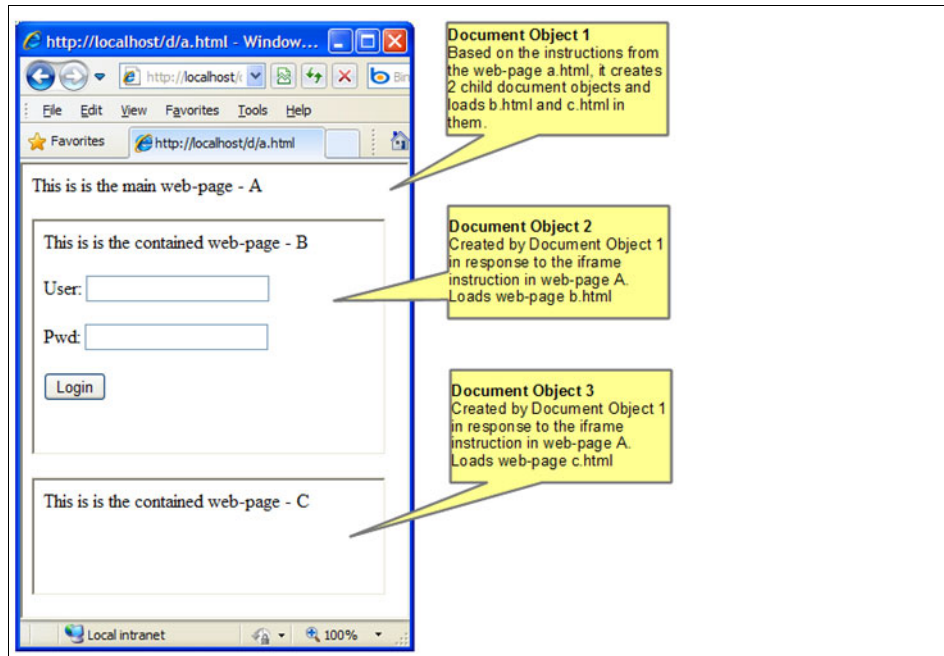 http://localhost/d/a.html - Window...
http://localhost/
Bin
File Edit View Favorites Tools Help
Favorites
http://localhost/d/a.html
This is is the main web-page - A
This is is the contained web-page - B
User:
Pwd:
Login
This is is the contained web-page - C
Local intranet
100%
Document Object 1
Based on the instructions from
the web-page a.html, it creates
2 child document objects and
loads b.html and c.html in
them.
Document Object 2
Created by Document Object 1
in response to the iframe
instruction in web-page A.
Loads web-page b.html
Document Object 3
Created by Document Object 1
in response to the iframe
instruction in web-page A.
Loads web-page c.html